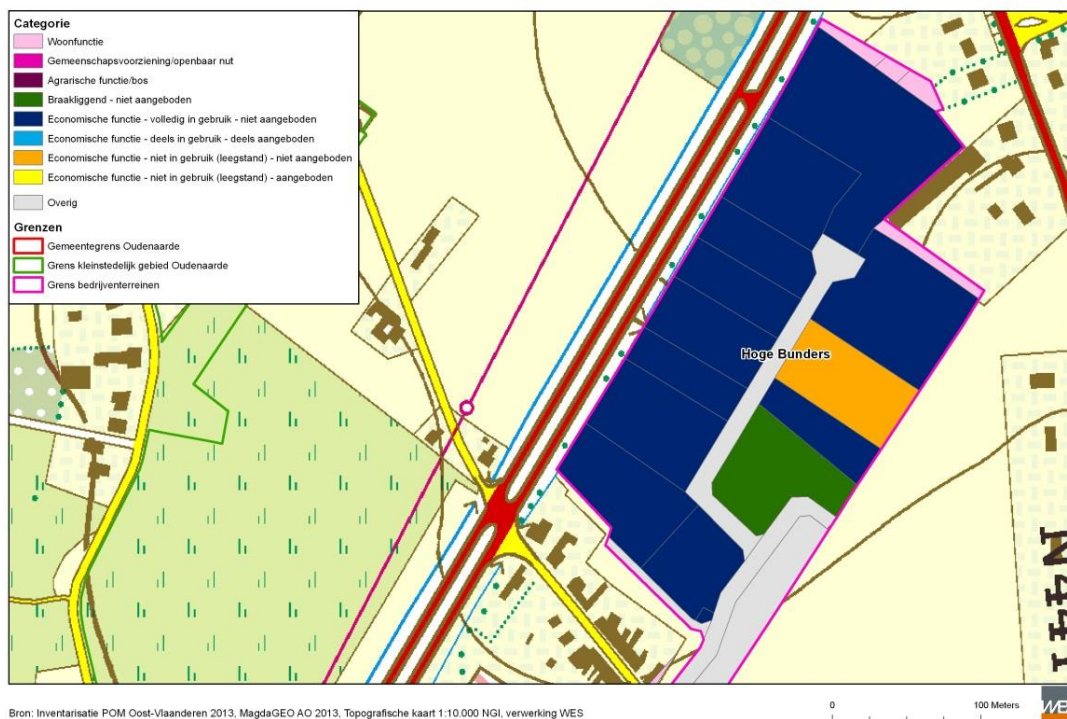 Categorie
Woonfunctie
Gemeenschapsvoorziening/openbaar nut
Agrarische functie/bos
Braakliggend - niet aangeboden
Economische functie - volledig in gebruik - niet aangeboden
Economische functie - deels in gebruik - deels aangeboden
Economische functie - niet in gebruik (leegstand) - niet aangeboden
Economische functie - niet in gebruik (leegstand) - aangeboden
Overig
Grenzen
Gemeentegrens Oudenaarde
Grens kleinstedelijk gebied Oudenaarde
Grens bedrijventerreinen
Hoge Bunders
Bron: Inventarisatie POM Oost-Vlaanderen 2013, MagdaGEO AO 2013, Topografische kaart 1:10.000 NGI, verwerking WES
0 100 Meters